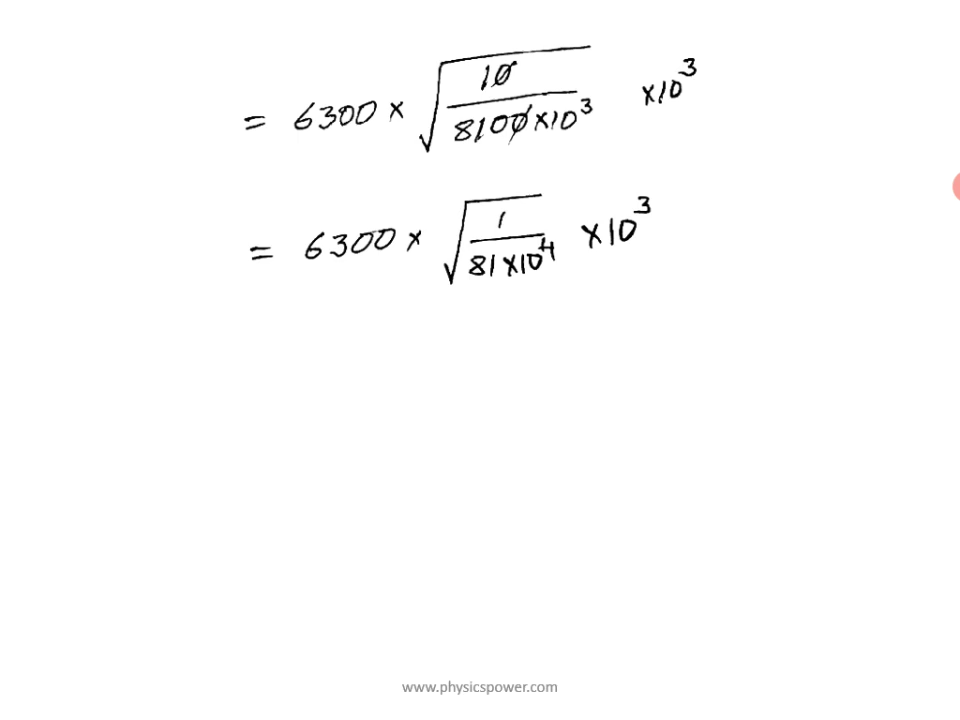 = 6300 × √(10 / 8100×10³) ×10³
= 6300 × √(1 / 81×10⁴) ×10³
www.physicspower.com